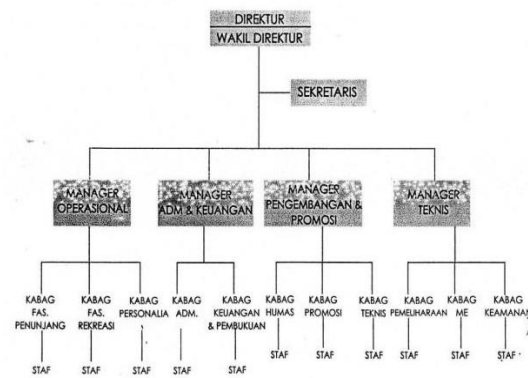 DIREKTUR
WAKIL DIREKTUR
SEKRETARIS
MANAGER
OPERASIONAL
MANAGER
ADM & KEUANGAN
MANAGER
PENGEMBANGAN &
PROMOSI
MANAGER
TEKNIS
KABAG
FAS.
PENUNJANG
KABAG
FAS.
REKREASI
KABAG
PERSONALIA
KABAG
ADM.
KABAG
KEUANGAN
& PEMBUKUAN
KABAG
HUMAS
KABAG
PROMOSI
KABAG
TEKNIS
KABAG
PEMELIHARAAN
KABAG
ME
KABAG
KEAMANAN
STAF
STAF
STAF
STAF
STAF
STAF
STAF
STAF
STAF
STAF
STAF